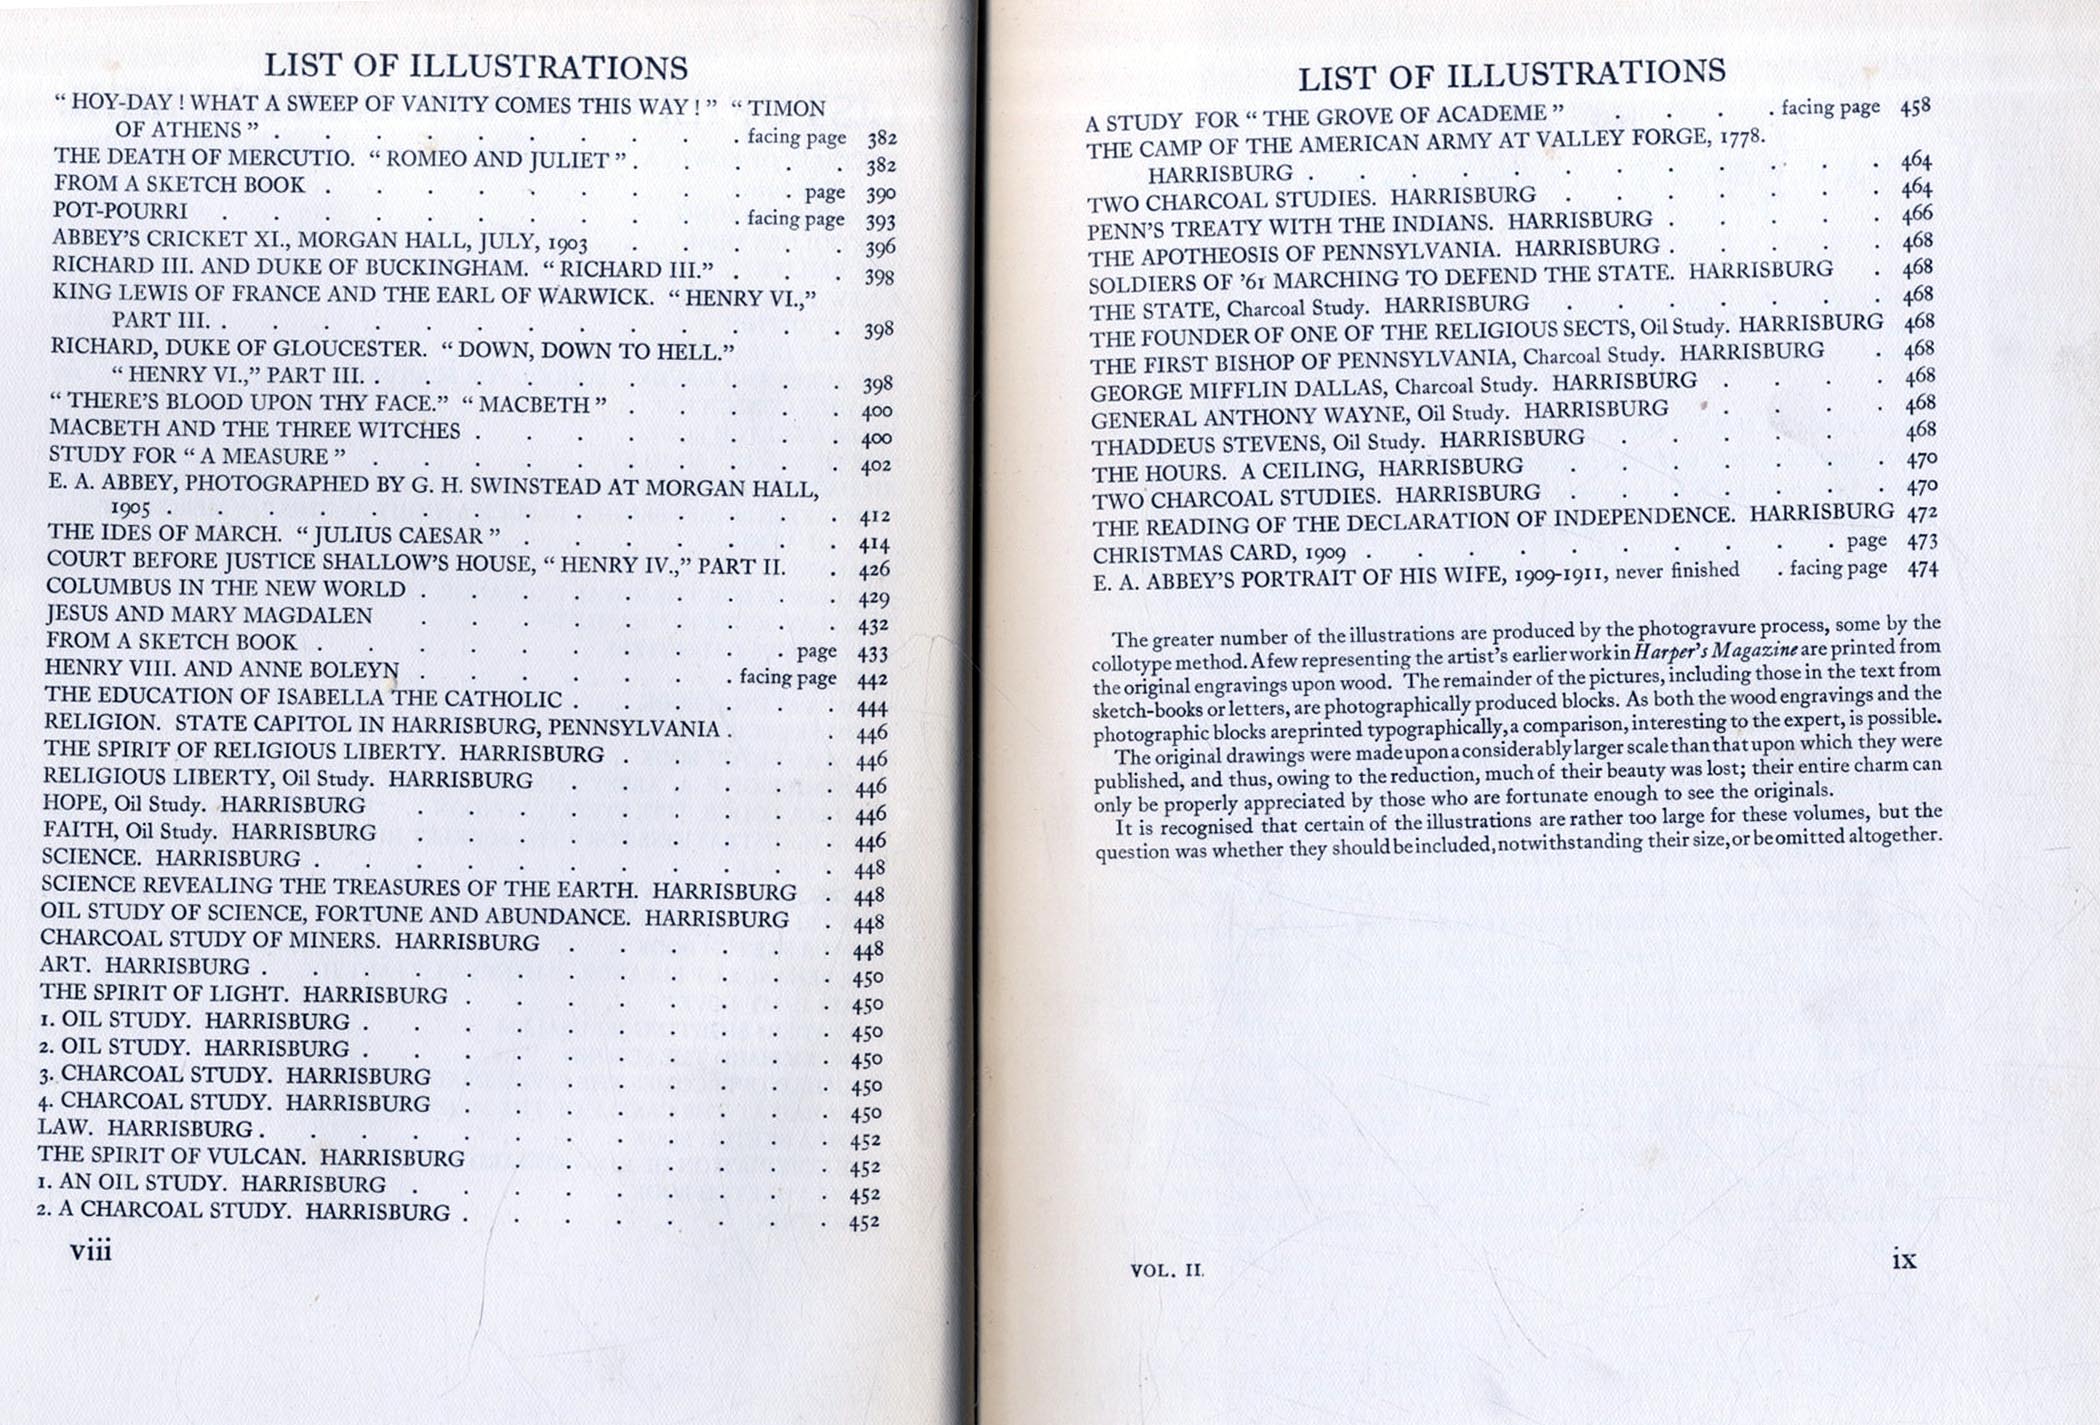 LIST OF ILLUSTRATIONS
“ HOY-DAY ! WHAT A SWEEP OF VANITY COMES THIS WAY ! ” “ TIMON
OF ATHENS ” . . . . . . . . . . facing page 382
THE DEATH OF MERCUTIO. “ ROMEO AND JULIET ” . . . . . 382
FROM A SKETCH BOOK . . . . . . . . . . page 390
POT-POURRI . . . . . . . . . . . facing page 393
ABBEY’S CRICKET XI., MORGAN HALL, JULY, 1903 . . . . . 396
RICHARD III. AND DUKE OF BUCKINGHAM. “ RICHARD III.” . . . 398
KING LEWIS OF FRANCE AND THE EARL OF WARWICK. “ HENRY VI.,”
PART III. . . . . . . . . . . . . . 398
RICHARD, DUKE OF GLOUCESTER. “ DOWN, DOWN TO HELL.”
“ HENRY VI.,” PART III. . . . . . . . . . . 398
“ THERE’S BLOOD UPON THY FACE.” “ MACBETH ” . . . . . 400
MACBETH AND THE THREE WITCHES . . . . . . . . 400
STUDY FOR “ A MEASURE ” . . . . . . . . . . 402
E. A. ABBEY, PHOTOGRAPHED BY G. H. SWINSTEAD AT MORGAN HALL,
1905 . . . . . . . . . . . . . 412
THE IDES OF MARCH. “ JULIUS CAESAR ” . . . . . . . 414
COURT BEFORE JUSTICE SHALLOW’S HOUSE, “ HENRY IV.,” PART II. . 426
COLUMBUS IN THE NEW WORLD . . . . . . . . . 429
JESUS AND MARY MAGDALEN . . . . . . . . . 432
FROM A SKETCH BOOK . . . . . . . . . . page 433
HENRY VIII. AND ANNE BOLEYN . . . . . . . facing page 442
THE EDUCATION OF ISABELLA THE CATHOLIC . . . . . . 444
RELIGION. STATE CAPITOL IN HARRISBURG, PENNSYLVANIA . . . 446
THE SPIRIT OF RELIGIOUS LIBERTY. HARRISBURG . . . . . 446
RELIGIOUS LIBERTY, Oil Study. HARRISBURG . . . . . . 446
HOPE, Oil Study. HARRISBURG . . . . . . . . . 446
FAITH, Oil Study. HARRISBURG . . . . . . . . . 446
SCIENCE. HARRISBURG . . . . . . . . . . . 448
SCIENCE REVEALING THE TREASURES OF THE EARTH. HARRISBURG . 448
OIL STUDY OF SCIENCE, FORTUNE AND ABUNDANCE. HARRISBURG . 448
CHARCOAL STUDY OF MINERS. HARRISBURG . . . . . . 448
ART. HARRISBURG . . . . . . . . . . . . 450
THE SPIRIT OF LIGHT. HARRISBURG . . . . . . . . 450
1. OIL STUDY. HARRISBURG . . . . . . . . . . 450
2. OIL STUDY. HARRISBURG . . . . . . . . . . 450
3. CHARCOAL STUDY. HARRISBURG . . . . . . . . 450
4. CHARCOAL STUDY. HARRISBURG . . . . . . . . 450
LAW. HARRISBURG . . . . . . . . . . . . 452
THE SPIRIT OF VULCAN. HARRISBURG . . . . . . . 452
1. AN OIL STUDY. HARRISBURG . . . . . . . . . 452
2. A CHARCOAL STUDY. HARRISBURG . . . . . . . . 452
viii
LIST OF ILLUSTRATIONS
A STUDY FOR “ THE GROVE OF ACADEME ” . . . . facing page 458
THE CAMP OF THE AMERICAN ARMY AT VALLEY FORGE, 1778.
HARRISBURG . . . . . . . . . . . . 464
TWO CHARCOAL STUDIES. HARRISBURG . . . . . . . 464
PENN’S TREATY WITH THE INDIANS. HARRISBURG . . . . . 466
THE APOTHEOSIS OF PENNSYLVANIA. HARRISBURG . . . . . 468
SOLDIERS OF ’61 MARCHING TO DEFEND THE STATE. HARRISBURG . 468
THE STATE, Charcoal Study. HARRISBURG . . . . . . . 468
THE FOUNDER OF ONE OF THE RELIGIOUS SECTS, Oil Study. HARRISBURG 468
THE FIRST BISHOP OF PENNSYLVANIA, Charcoal Study. HARRISBURG . 468
GEORGE MIFFLIN DALLAS, Charcoal Study. HARRISBURG . . . . 468
GENERAL ANTHONY WAYNE, Oil Study. HARRISBURG . . . . 468
THADDEUS STEVENS, Oil Study. HARRISBURG . . . . . . 468
THE HOURS. A CEILING, HARRISBURG . . . . . . . 470
TWO CHARCOAL STUDIES. HARRISBURG . . . . . . . 470
THE READING OF THE DECLARATION OF INDEPENDENCE. HARRISBURG 472
CHRISTMAS CARD, 1909 . . . . . . . . . . page 473
E. A. ABBEY’S PORTRAIT OF HIS WIFE, 1909-1911, never finished . facing page 474
The greater number of the illustrations are produced by the photogravure process, some by the
collotype method. A few representing the artist’s earlier work in Harper’s Magazine are printed from
the original engravings upon wood. The remainder of the pictures, including those in the text from
sketch-books or letters, are photographically produced blocks. As both the wood engravings and the
photographic blocks are printed typographically, a comparison, interesting to the expert, is possible.
The original drawings were made upon a considerably larger scale than that upon which they were
published, and thus, owing to the reduction, much of their beauty was lost; their entire charm can
only be properly appreciated by those who are fortunate enough to see the originals.
It is recognised that certain of the illustrations are rather too large for these volumes, but the
question was whether they should be included, notwithstanding their size, or be omitted altogether.
VOL. II.
ix